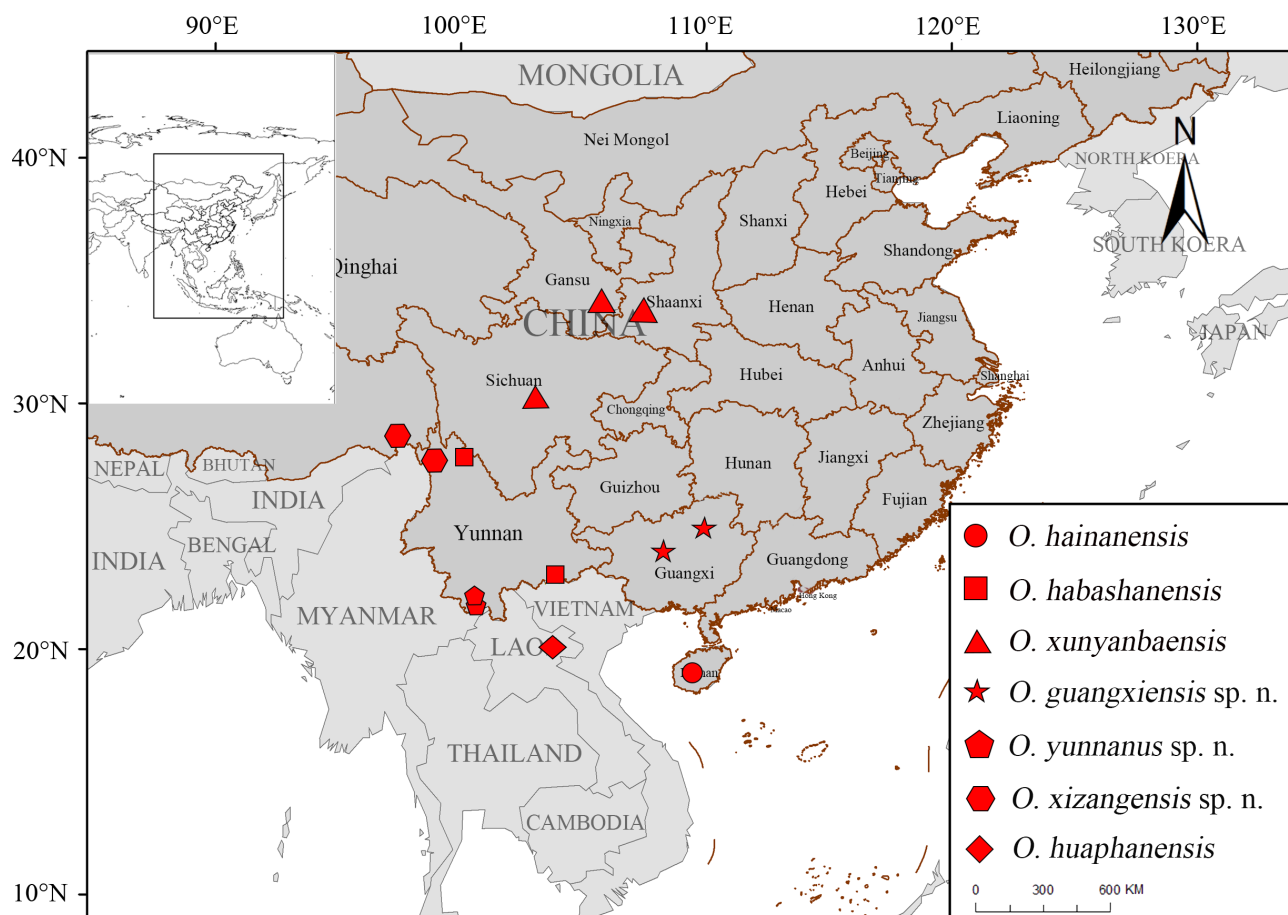 90°E 100°E 110°E 120°E 130°E
MONGOLIA
Heilongjiang
Liaoning
Nei Mongol
N
40°N
Beijing
NORTH KOERA
Tianjing
Hebei
Ningxia
Shanxi
SOUTH KOERA
Shandong
Qinghai
Gansu
Shaanxi
Henan
CHINA
Jiangsu
JAPAN
Anhui
Hubei
Shanghai
Sichuan
30°N
Chongqing
Zhejiang
NEPAL
BHUTAN
Hunan
Jiangxi
Guizhou
INDIA
Fujian
Yunnan
BENGAL
INDIA
Guangdong
Guangxi
Hong Kong
MYANMAR
VIETNAM
20°N
LAO
THAILAND
CAMBODIA
10°N
O. hainanensis
O. habashanensis
O. xunyanbaensis
O. guangxiensis sp. n.
O. yunnanus sp. n.
O. xizangensis sp. n.
O. huaphanensis
0 300 600 KM